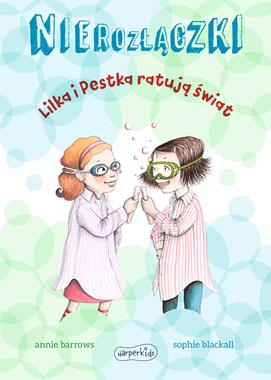 NIEROZŁĄCZKI
Lilka i Pestka ratują świat
annie barrows
sophie blackall
harperkids